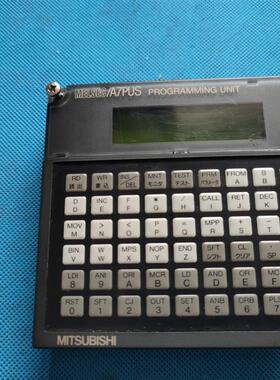 MELSEC/A7PUS PROGRAMMING UNIT
RD 読出 WR 書込 INS/DEL MNT モニタ TEST テスト PRM パラメータ FROM A B B
D D INC E F F * G / H CALL I RET J DEC K
MOV M > N < O = P MPP Q + R - S T
BIN V W W MPS X NOP Y END Z SFT シフト CL クリア SP
LDI 8 ANI 9 ORI A MCR B LD C AND D OR E
RST 0 SFT 1 CJ 2 OUT 3 SET 4 ANB 5 ORB 6 PLS 7
MITSUBISHI